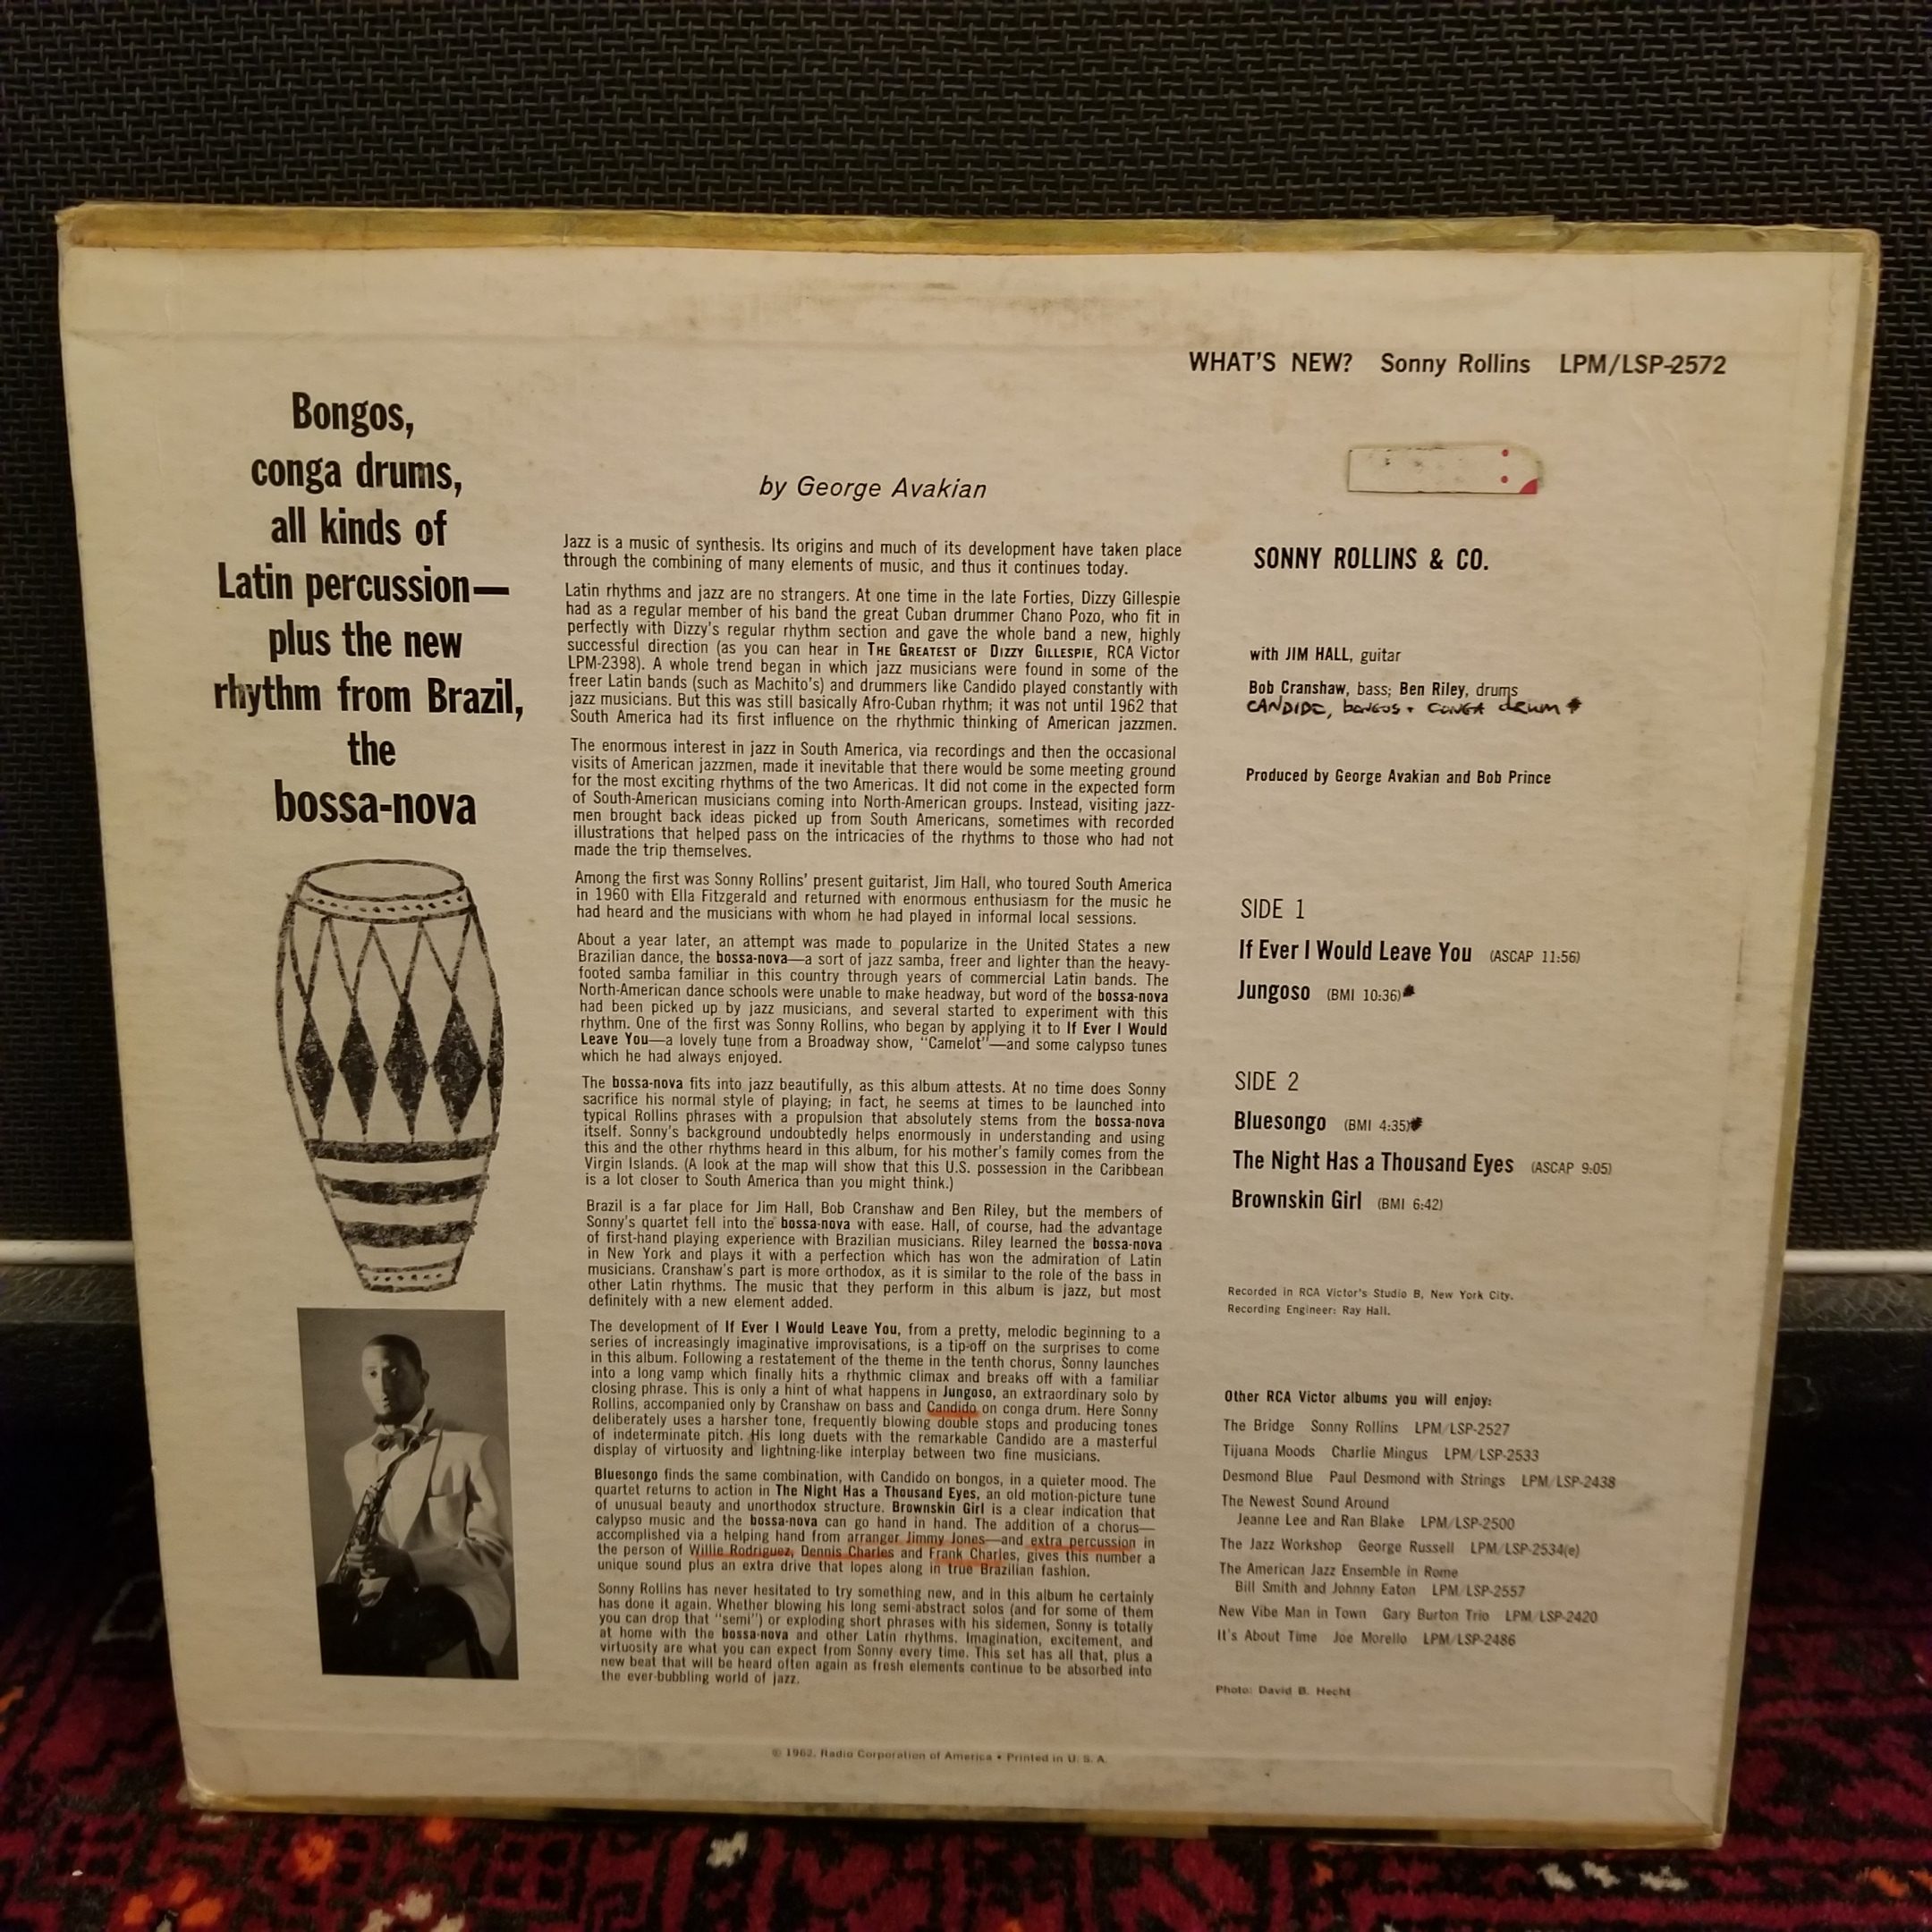 WHAT'S NEW? Sonny Rollins LPM/LSP-2572
Bongos,
conga drums,
all kinds of
Latin percussion—
plus the new
rhythm from Brazil,
the
bossa-nova
by George Avakian
Jazz is a music of synthesis. Its origins and much of its development have taken place
through the combining of many elements of music, and thus it continues today.
Latin rhythms and jazz are no strangers. At one time in the late Forties, Dizzy Gillespie
had as a regular member of his band the great Cuban drummer Chano Pozo, who fit in
perfectly with Dizzy's regular rhythm section and gave the whole band a new, highly
successful direction (as you can hear in THE GREATEST OF DIZZY GILLESPIE, RCA Victor
LPM-2398). A whole trend began in which jazz musicians were found in some of the
freer Latin bands (such as Machito's) and drummers like Candido played constantly with
jazz musicians. But this was still basically Afro-Cuban rhythm; it was not until 1962 that
South America had its first influence on the rhythmic thinking of American jazzmen.
The enormous interest in jazz in South America, via recordings and then the occasional
visits of American jazzmen, made it inevitable that there would be some meeting ground
for the most exciting rhythms of the two Americas. It did not come in the expected form
of South-American musicians coming into North-American groups. Instead, visiting jazz-
men brought back ideas picked up from South Americans, sometimes with recorded
illustrations that helped pass on the intricacies of the rhythms to those who had not
made the trip themselves.
Among the first was Sonny Rollins' present guitarist, Jim Hall, who toured South America
in 1960 with Ella Fitzgerald and returned with enormous enthusiasm for the music he
had heard and the musicians with whom he had played in informal local sessions.
About a year later, an attempt was made to popularize in the United States a new
Brazilian dance, the bossa-nova—a sort of jazz samba, freer and lighter than the heavy-
footed samba familiar in this country through years of commercial Latin bands. The
North-American dance schools were unable to make headway, but word of the bossa-nova
had been picked up by jazz musicians, and several started to experiment with this
rhythm. One of the first was Sonny Rollins, who began by applying it to If Ever I Would
Leave You—a lovely tune from a Broadway show, "Camelot"—and some calypso tunes
which he had always enjoyed.
The bossa-nova fits into jazz beautifully, as this album attests. At no time does Sonny
sacrifice his normal style of playing; in fact, he seems at times to be launched into
typical Rollins phrases with a propulsion that absolutely stems from the bossa-nova
itself. Sonny's background undoubtedly helps enormously in understanding and using
this and the other rhythms heard in this album, for his mother's family comes from the
Virgin Islands. (A look at the map will show that this U.S. possession in the Caribbean
is a lot closer to South America than you might think.)
Brazil is a far place for Jim Hall, Bob Cranshaw and Ben Riley, but the members of
Sonny's quartet fell into the bossa-nova with ease. Hall, of course, had the advantage
of first-hand playing experience with Brazilian musicians. Riley learned the bossa-nova
in New York and plays it with a perfection which has won the admiration of Latin
musicians. Cranshaw's part is more orthodox, as it is similar to the role of the bass in
other Latin rhythms. The music that they perform in this album is jazz, but most
definitely with a new element added.
The development of If Ever I Would Leave You, from a pretty, melodic beginning to a
series of increasingly imaginative improvisations, is a tip-off on the surprises to come
in this album. Following a restatement of the theme in the tenth chorus, Sonny launches
into a long vamp which finally hits a rhythmic climax and breaks off with a familiar
closing phrase. This is only a hint of what happens in Jungoso, an extraordinary solo by
Rollins, accompanied only by Cranshaw on bass and Candido on conga drum. Here Sonny
deliberately uses a harsher tone, frequently blowing double stops and producing tones
of indeterminate pitch. His long duets with the remarkable Candido are a masterful
display of virtuosity and lightning-like interplay between two fine musicians.
Bluesongo finds the same combination, with Candido on bongos, in a quieter mood. The
quartet returns to action in The Night Has a Thousand Eyes, an old motion-picture tune
of unusual beauty and unorthodox structure. Brownskin Girl is a clear indication that
calypso music and the bossa-nova can go hand in hand. The addition of a chorus—
accomplished via a helping hand from arranger Jimmy Jones—and extra percussion in
the person of Willie Rodriguez, Dennis Charles and Frank Charles, gives this number a
unique sound plus an extra drive that lopes along in true Brazilian fashion.
Sonny Rollins has never hesitated to try something new, and in this album he certainly
has done it again. Whether blowing his long semi-abstract solos (and for some of them
you can drop that "semi") or exploding short phrases with his sidemen, Sonny is totally
at home with the bossa-nova and other Latin rhythms. Imagination, excitement, and
virtuosity are what you can expect from Sonny every time. This set has all that, plus a
new beat that will be heard often again as fresh elements continue to be absorbed into
the ever-bubbling world of jazz.
SONNY ROLLINS & CO.
with JIM HALL, guitar
Bob Cranshaw, bass; Ben Riley, drums
CANDIDE, bongos + CONGA drum *
Produced by George Avakian and Bob Prince
SIDE 1
If Ever I Would Leave You (ASCAP 11:56)
Jungoso (BMI 10:36)*
SIDE 2
Bluesongo (BMI 4:35)*
The Night Has a Thousand Eyes (ASCAP 9:05)
Brownskin Girl (BMI 6:42)
Recorded in RCA Victor's Studio B, New York City.
Recording Engineer: Ray Hall.
Other RCA Victor albums you will enjoy:
The Bridge Sonny Rollins LPM/LSP-2527
Tijuana Moods Charlie Mingus LPM/LSP-2533
Desmond Blue Paul Desmond with Strings LPM/LSP-2438
The Newest Sound Around
Jeanne Lee and Ran Blake LPM/LSP-2500
The Jazz Workshop George Russell LPM/LSP-2534(e)
The American Jazz Ensemble in Rome
Bill Smith and Johnny Eaton LPM/LSP-2557
New Vibe Man in Town Gary Burton Trio LPM/LSP-2420
It's About Time Joe Morello LPM/LSP-2486
Photo: David B. Hecht
© 1962, Radio Corporation of America • Printed in U. S. A.